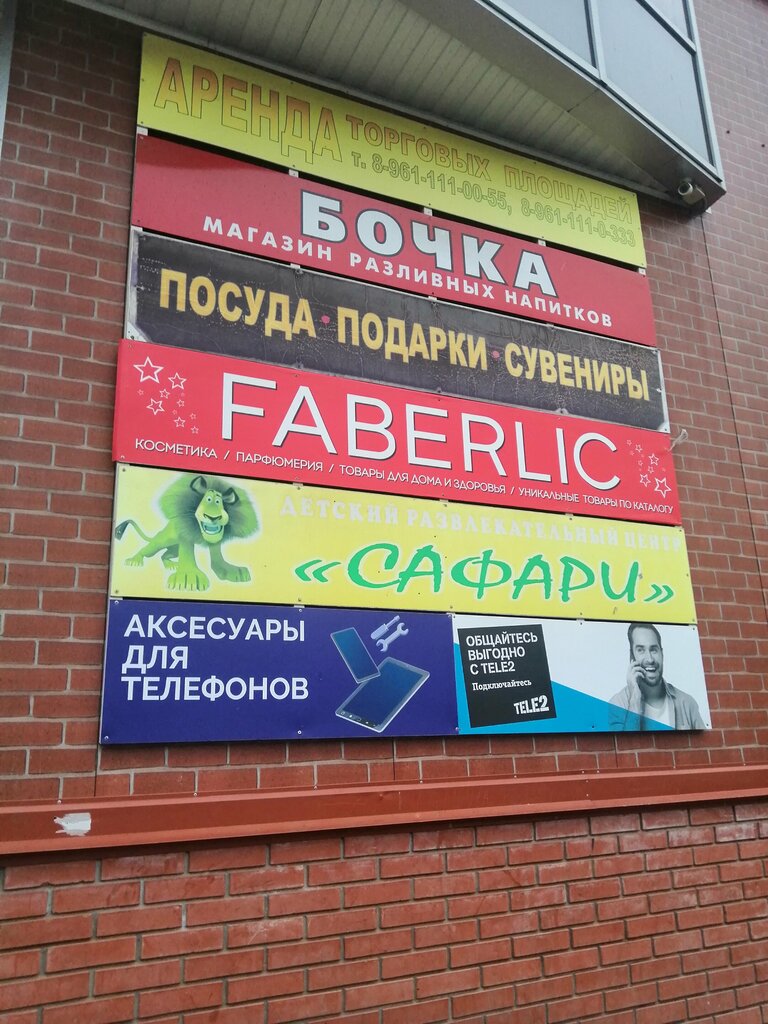 АРЕНДА ТОРГОВЫХ ПЛОЩАДЕЙ
т. 8-961-111-00-55, 8-961-111-0-333
БОЧКА
МАГАЗИН РАЗЛИВНЫХ НАПИТКОВ
ПОСУДА • ПОДАРКИ • СУВЕНИРЫ
FABERLIC
КОСМЕТИКА / ПАРФЮМЕРИЯ / ТОВАРЫ ДЛЯ ДОМА И ЗДОРОВЬЯ / УНИКАЛЬНЫЕ ТОВАРЫ ПО КАТАЛОГУ
ДЕТСКИЙ РАЗВЛЕКАТЕЛЬНЫЙ ЦЕНТР
«САФАРИ»
АКСЕСУАРЫ
ДЛЯ
ТЕЛЕФОНОВ
ОБЩАЙТЕСЬ
ВЫГОДНО
С TELE2
Подключайтесь
TELE2